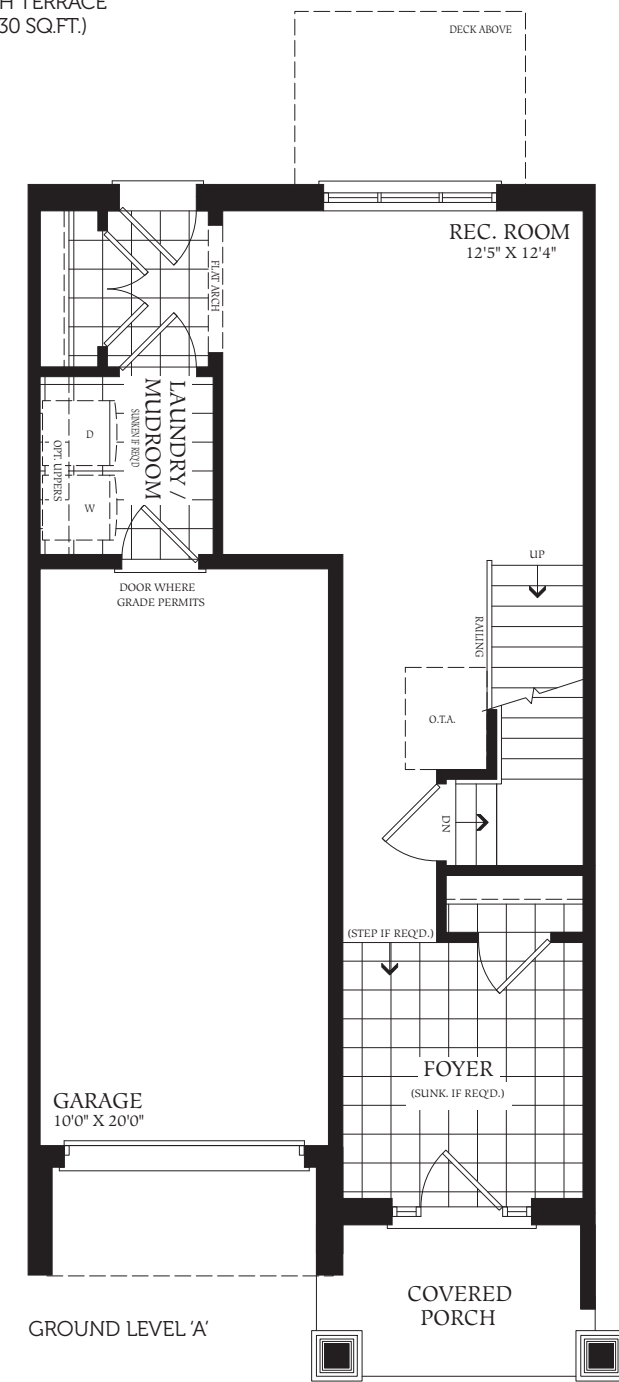 H TERRACE
30 SQ.FT.)
DECK ABOVE
REC. ROOM
12'5" X 12'4"
FLAT ARCH
LAUNDRY /
MUDROOM
SUNKEN IF REQ'D
D
OPT. UPPERS
W
DOOR WHERE
GRADE PERMITS
UP
RAILING
O.T.A.
DN
(STEP IF REQ'D.)
FOYER
(SUNK. IF REQ'D.)
GARAGE
10'0" X 20'0"
COVERED
PORCH
GROUND LEVEL 'A'